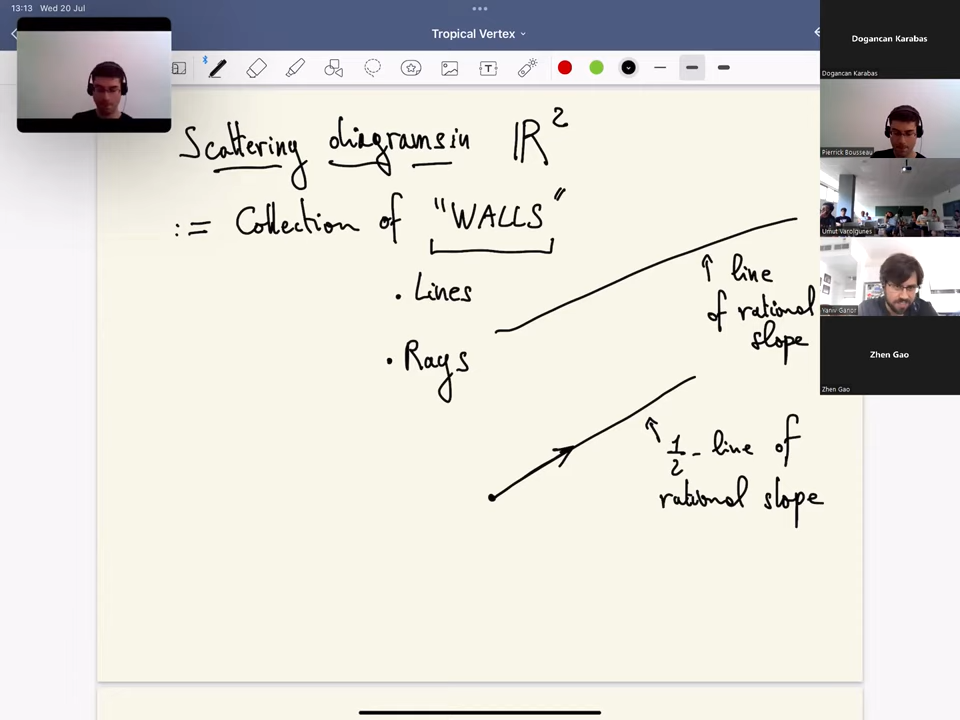 13:13 Wed 20 Jul
Tropical Vertex
Dogancan Karabas
Dogancan Karabas
Pierrick Bousseau
Umut Varolgunes
Yaniv Ganor
Zhen Gao
Zhen Gao
Scattering diagrams in ℝ²
:= Collection of "WALLS"
• Lines
↑ line
of rational
slope
• Rays
1/2 - line of
rational slope